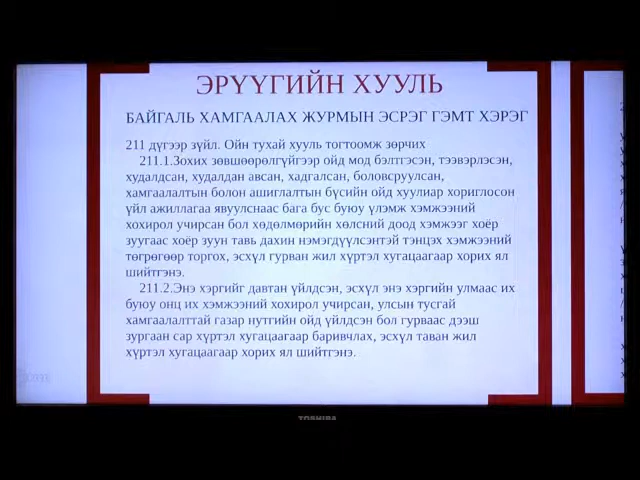 ЭРҮҮГИЙН ХУУЛЬ
БАЙГАЛЬ ХАМГААЛАХ ЖУРМЫН ЭСРЭГ ГЭМТ ХЭРЭГ
211 дүгээр зүйл. Ойн тухай хууль тогтоомж зөрчих
211.1.Зохих зөвшөөрөлгүйгээр ойд мод бэлтгэсэн, тээвэрлэсэн,
худалдсан, худалдан авсан, хадгалсан, боловсруулсан,
хамгаалалтын болон ашиглалтын бүсийн ойд хуулиар хориглосон
үйл ажиллагаа явуулснаас бага бус буюу үлэмж хэмжээний
хохирол учирсан бол хөдөлмөрийн хөлсний доод хэмжээг хоёр
зуугаас хоёр зуун тавь дахин нэмэгдүүлсэнтэй тэнцэх хэмжээний
төгрөгөөр торгох, эсхүл гурван жил хүртэл хугацаагаар хорих ял
шийтгэнэ.
211.2.Энэ хэргийг давтан үйлдсэн, эсхүл энэ хэргийн улмаас их
буюу онц их хэмжээний хохирол учирсан, улсын тусгай
хамгаалалттай газар нутгийн ойд үйлдсэн бол гурваас дээш
зургаан сар хүртэл хугацаагаар баривчлах, эсхүл таван жил
хүртэл хугацаагаар хорих ял шийтгэнэ.
TOSHIBA